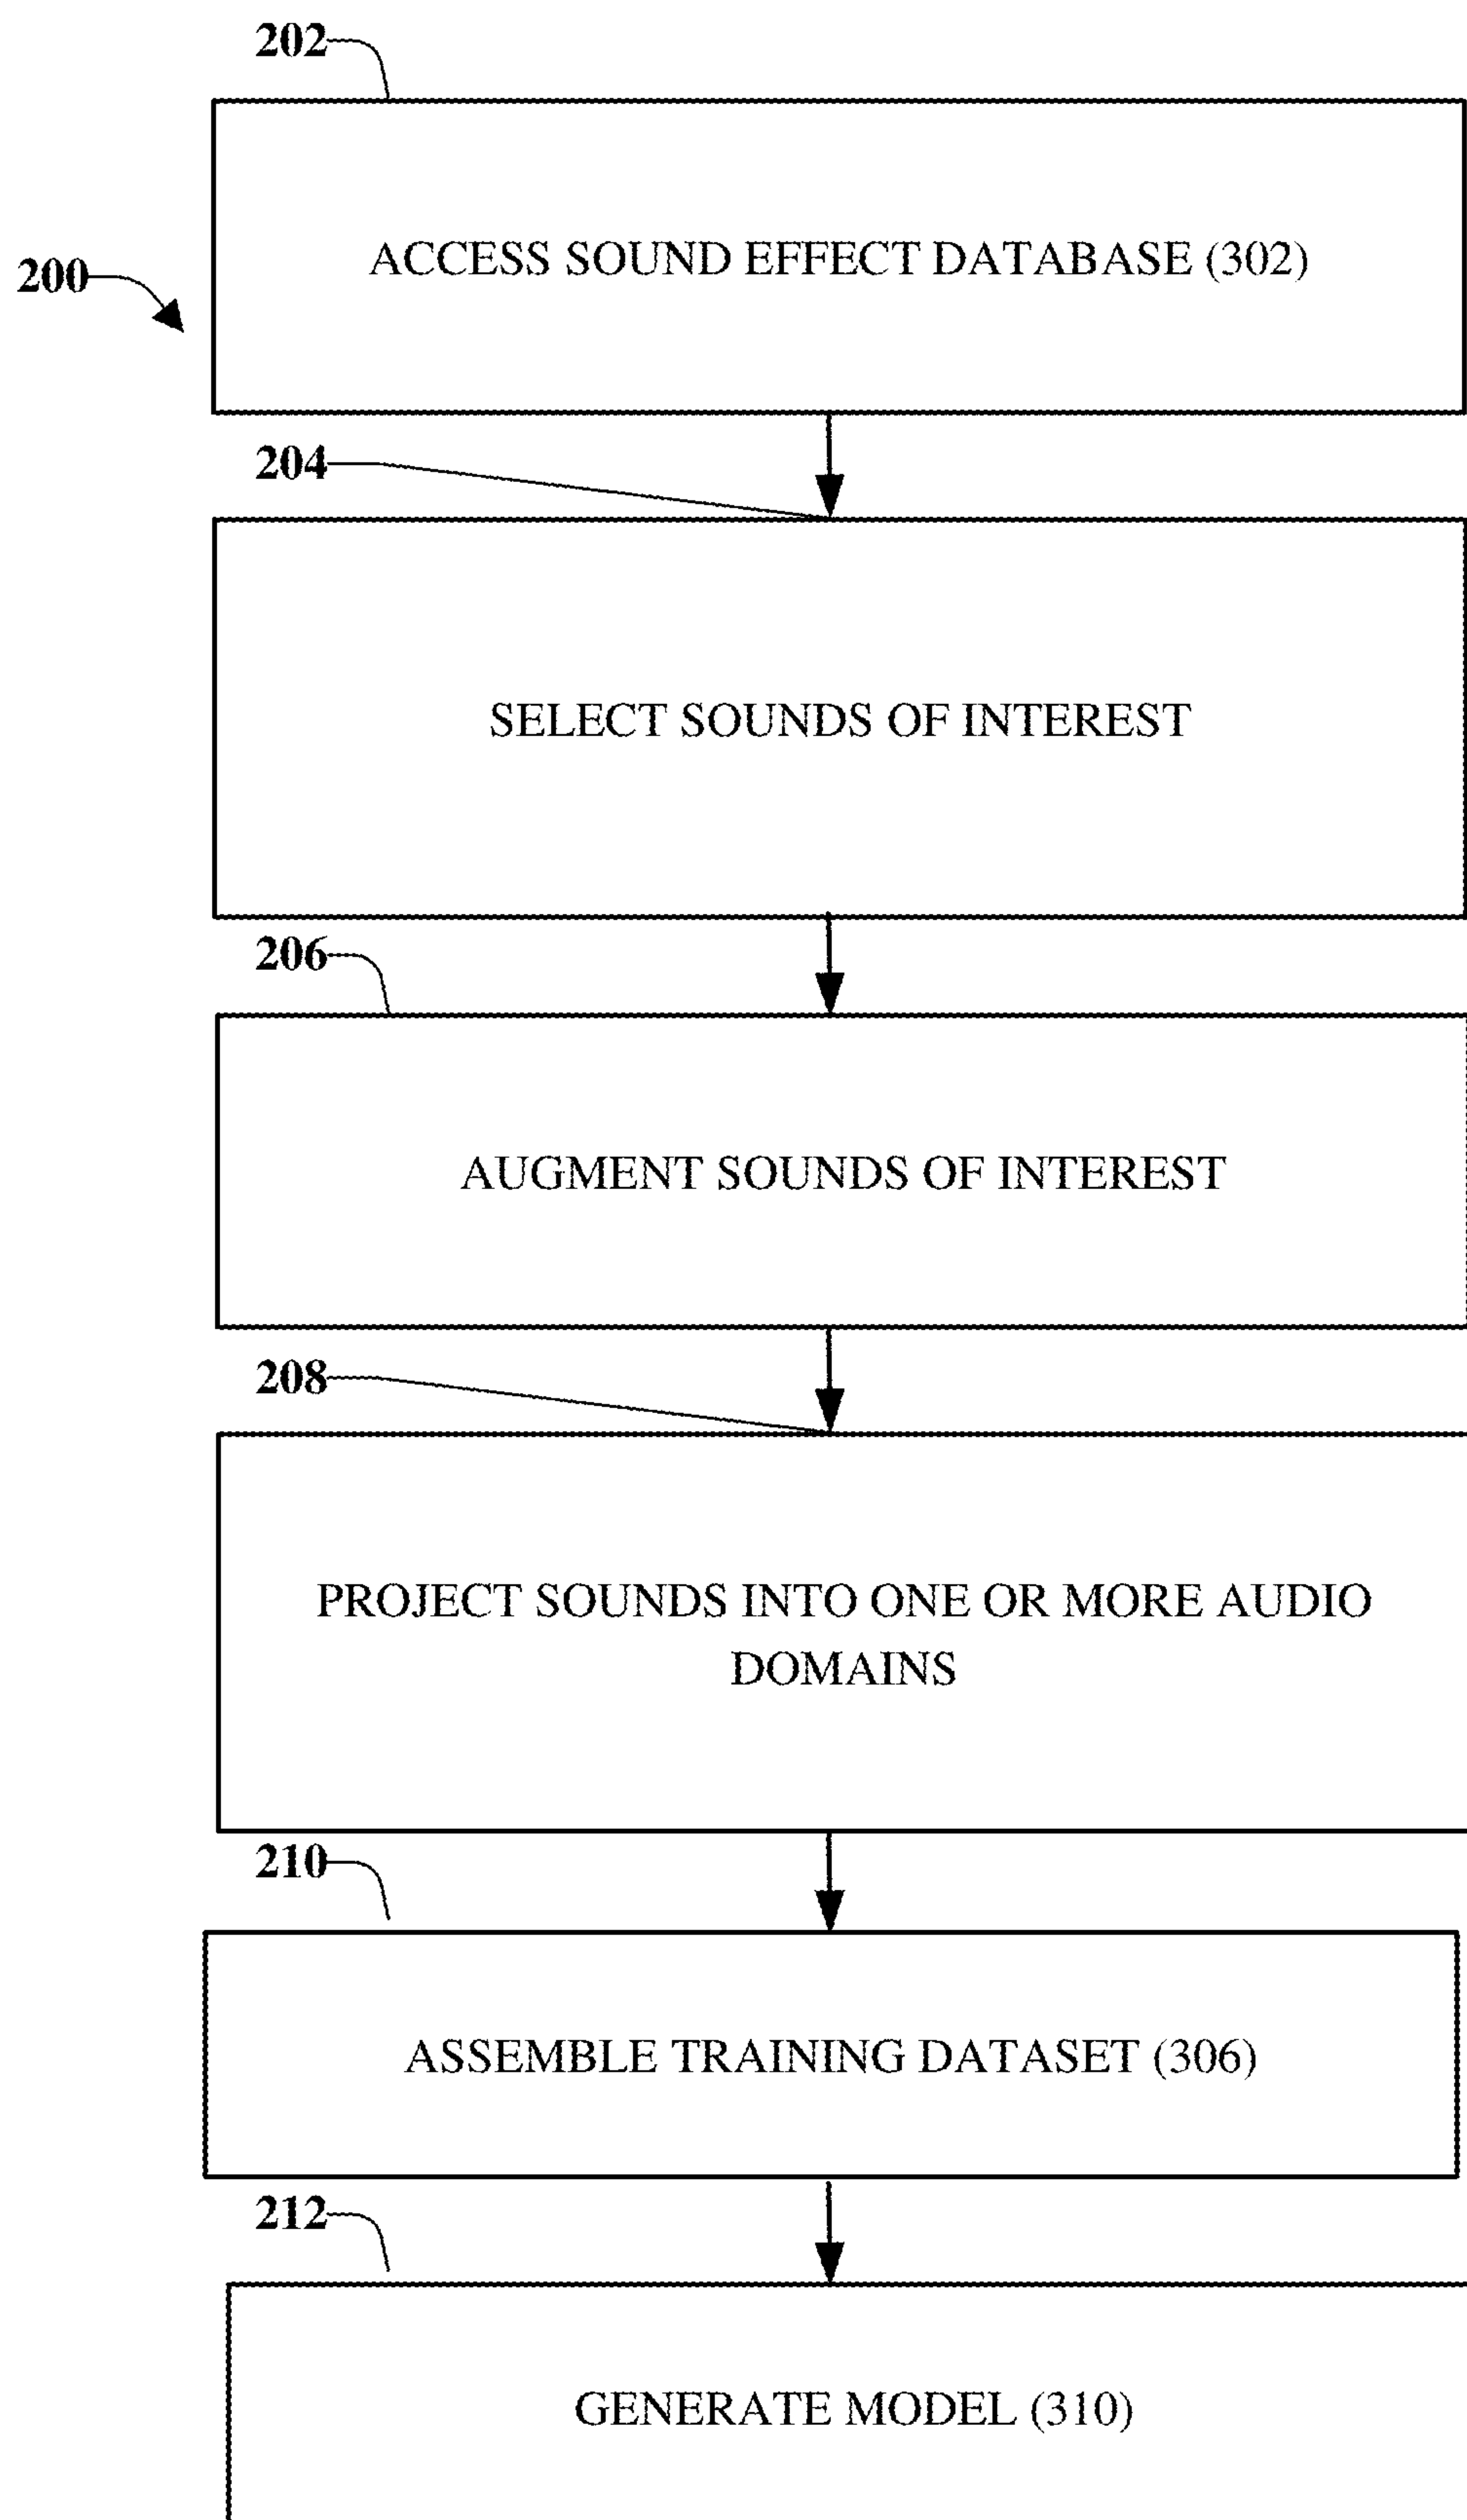 202
200
ACCESS SOUND EFFECT DATABASE (302)
204
SELECT SOUNDS OF INTEREST
206
AUGMENT SOUNDS OF INTEREST
208
PROJECT SOUNDS INTO ONE OR MORE AUDIO
DOMAINS
210
ASSEMBLE TRAINING DATASET (306)
212
GENERATE MODEL (310)